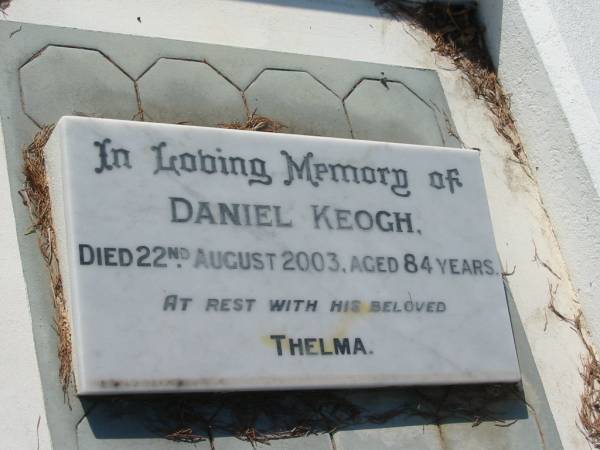 In Loving Memory of
DANIEL KEOGH,
DIED 22ND AUGUST 2003, AGED 84 YEARS.
AT REST WITH HIS BELOVED
THELMA.